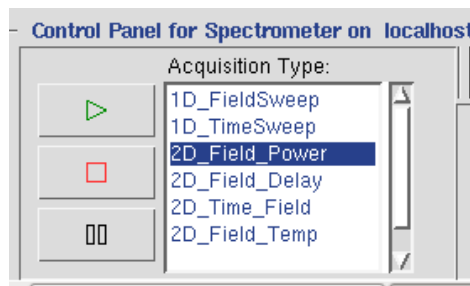 Control Panel for Spectrometer on localhost
Acquisition Type:
1D_FieldSweep
1D_TimeSweep
2D_Field_Power
2D_Field_Delay
2D_Time_Field
2D_Field_Temp